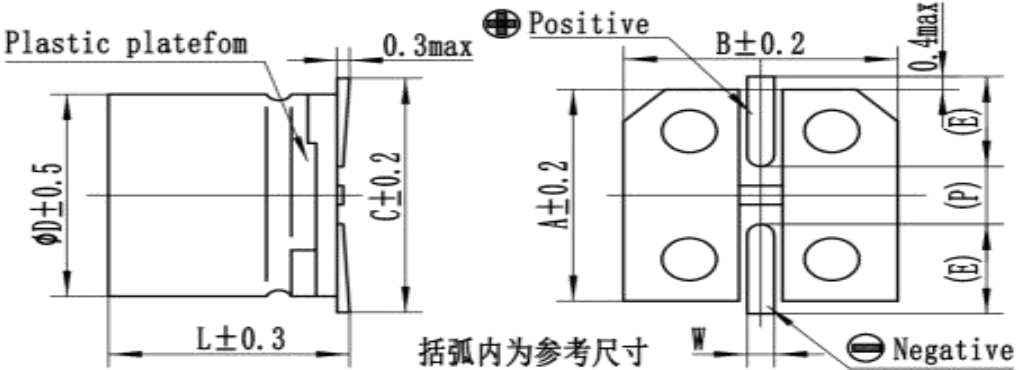 Plastic platefom
0.3max
Positive
B±0.2
0.4max
ϕD±0.5
C±0.2
A±0.2
(E)
(P)
(E)
L±0.3
括弧内为参考尺寸
W
Negative